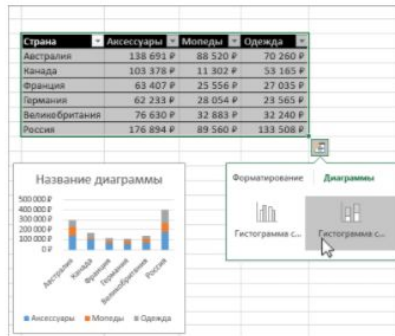 Страна Аксессуары Мопеды Одежда
Австралия 138 691 ₽ 88 520 ₽ 70 260 ₽
Канада 103 378 ₽ 11 302 ₽ 53 165 ₽
Франция 63 407 ₽ 25 556 ₽ 27 035 ₽
Германия 62 233 ₽ 28 054 ₽ 23 565 ₽
Великобритания 76 630 ₽ 32 883 ₽ 32 240 ₽
Россия 176 894 ₽ 89 560 ₽ 133 508 ₽
Форматирование Диаграммы
Гистограмма с... Гистограмма с...
Название диаграммы
500 000 ₽
400 000 ₽
300 000 ₽
200 000 ₽
100 000 ₽
0 ₽
Австралия
Канада
Франция
Германия
Великобритания
Россия
Аксессуары Мопеды Одежда